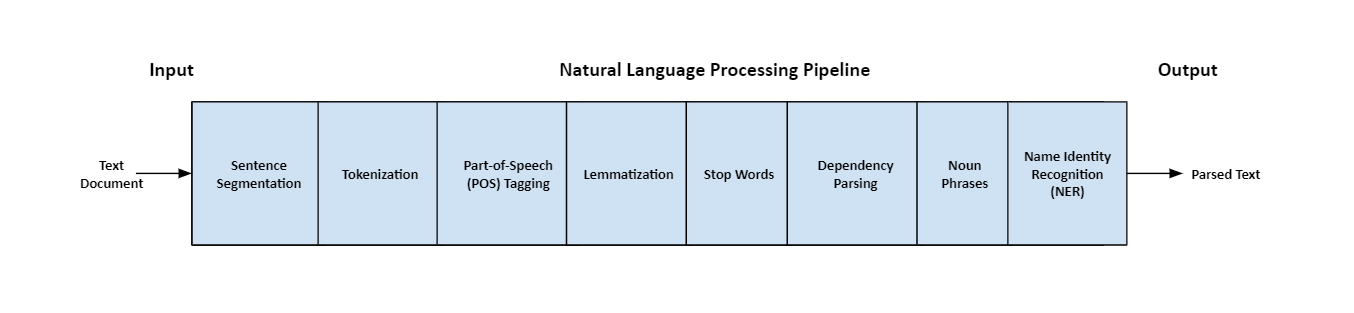 Input
Natural Language Processing Pipeline
Output
Text
Document
Sentence
Segmentation
Tokenization
Part-of-Speech
(POS) Tagging
Lemmatization
Stop Words
Dependency
Parsing
Noun
Phrases
Name Identity
Recognition
(NER)
Parsed Text